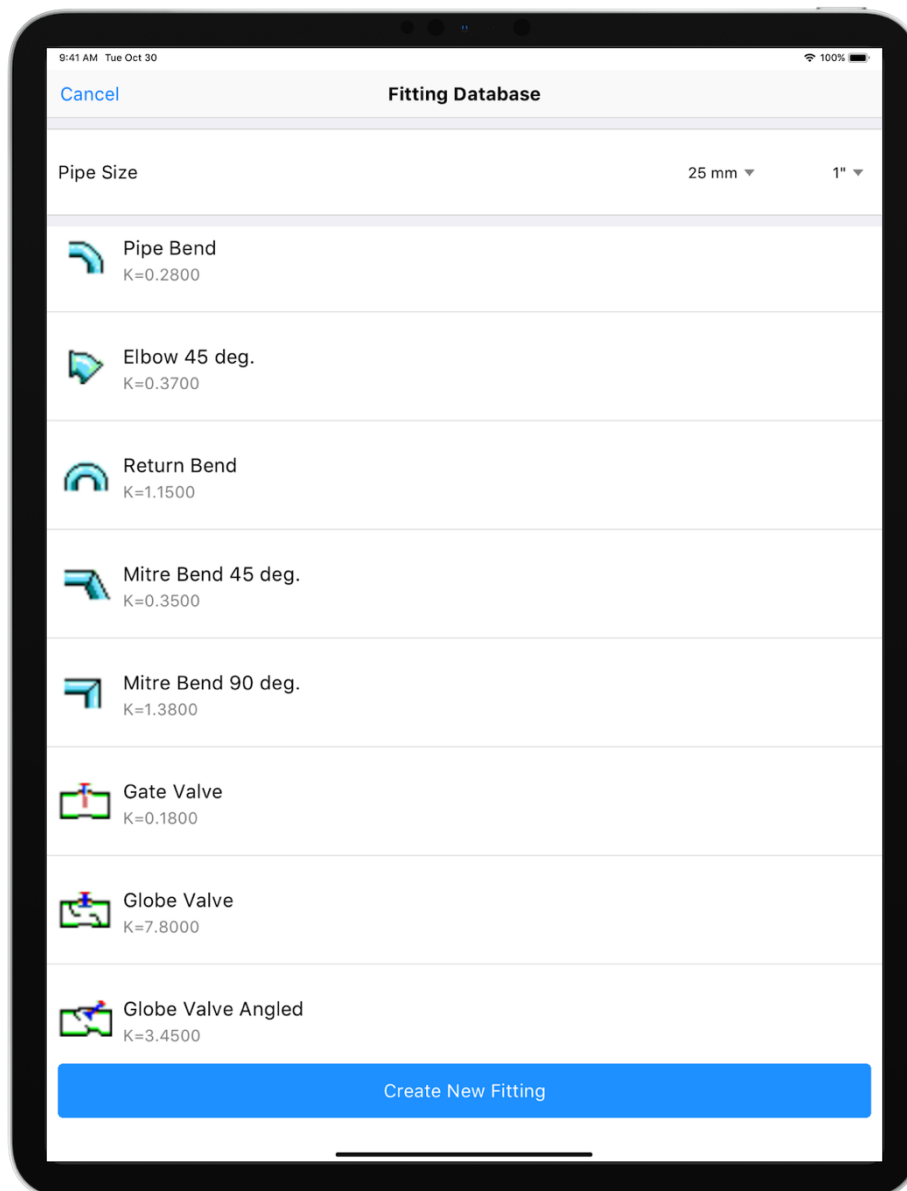 9:41 AM Tue Oct 30
100%
Cancel
Fitting Database
Pipe Size
25 mm
1"
Pipe Bend
K=0.2800
Elbow 45 deg.
K=0.3700
Return Bend
K=1.1500
Mitre Bend 45 deg.
K=0.3500
Mitre Bend 90 deg.
K=1.3800
Gate Valve
K=0.1800
Globe Valve
K=7.8000
Globe Valve Angled
K=3.4500
Create New Fitting